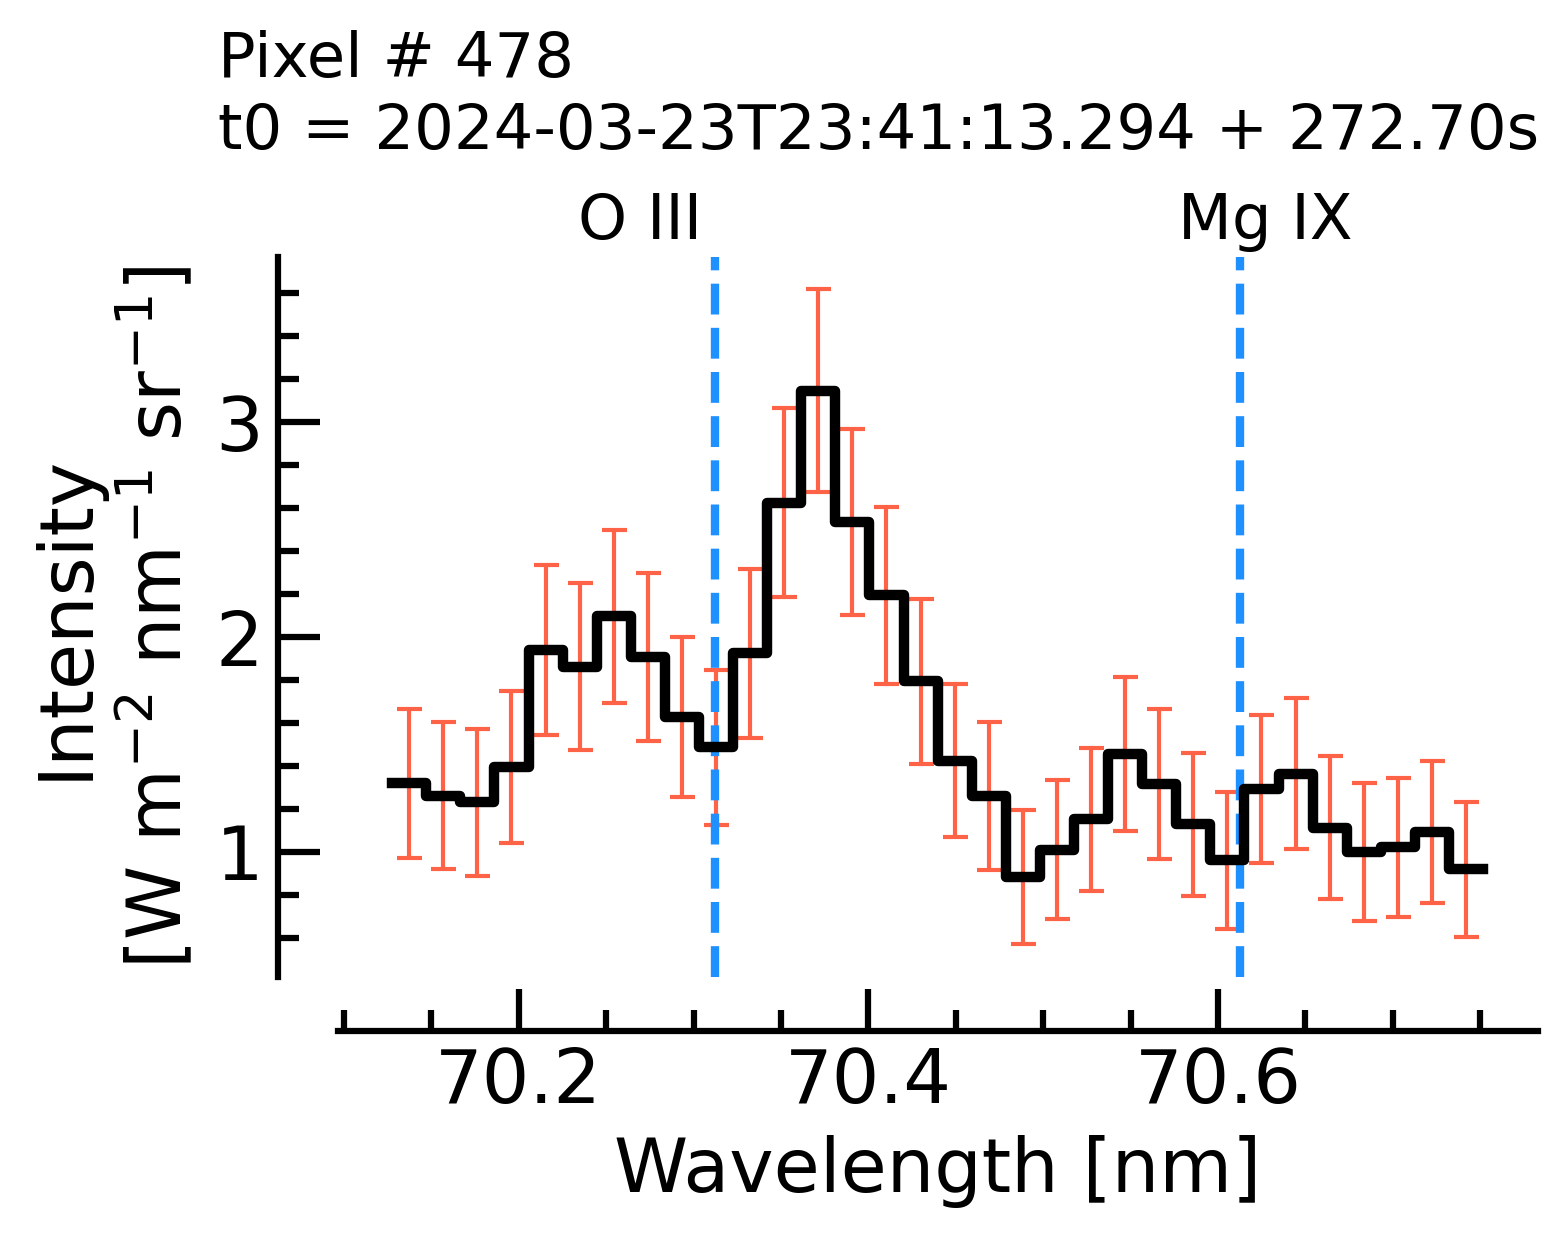 Pixel # 478
t0 = 2024-03-23T23:41:13.294 + 272.70s
O III
Mg IX
Intensity
[W m⁻² nm⁻¹ sr⁻¹]
3
2
1
70.2
70.4
70.6
Wavelength [nm]